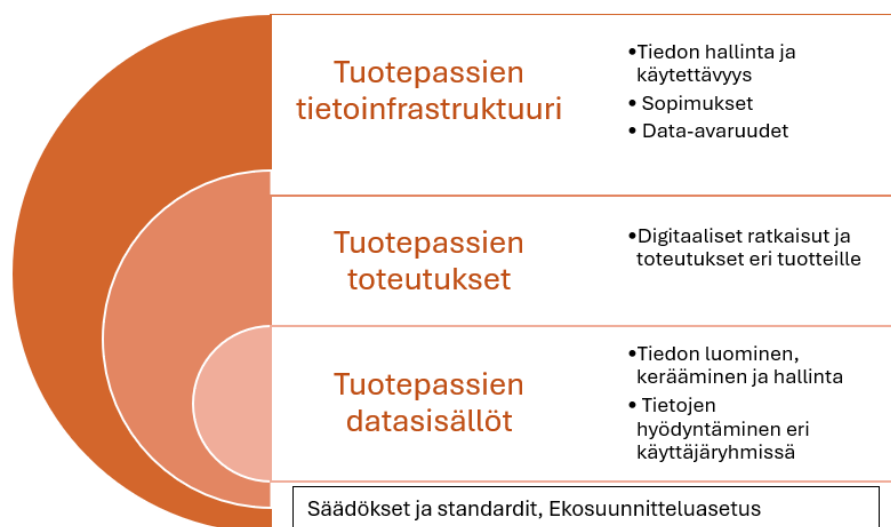 Tuotepassien
tietoinfrastruktuuri
•Tiedon hallinta ja
käytettävyys
• Sopimukset
• Data-avaruudet
Tuotepassien
toteutukset
•Digitaaliset ratkaisut ja
toteutukset eri tuotteille
Tuotepassien
datasisällöt
•Tiedon luominen,
kerääminen ja hallinta
• Tietojen
hyödyntäminen eri
käyttäjäryhmissä
Säädökset ja standardit, Ekosuunnitteluasetus